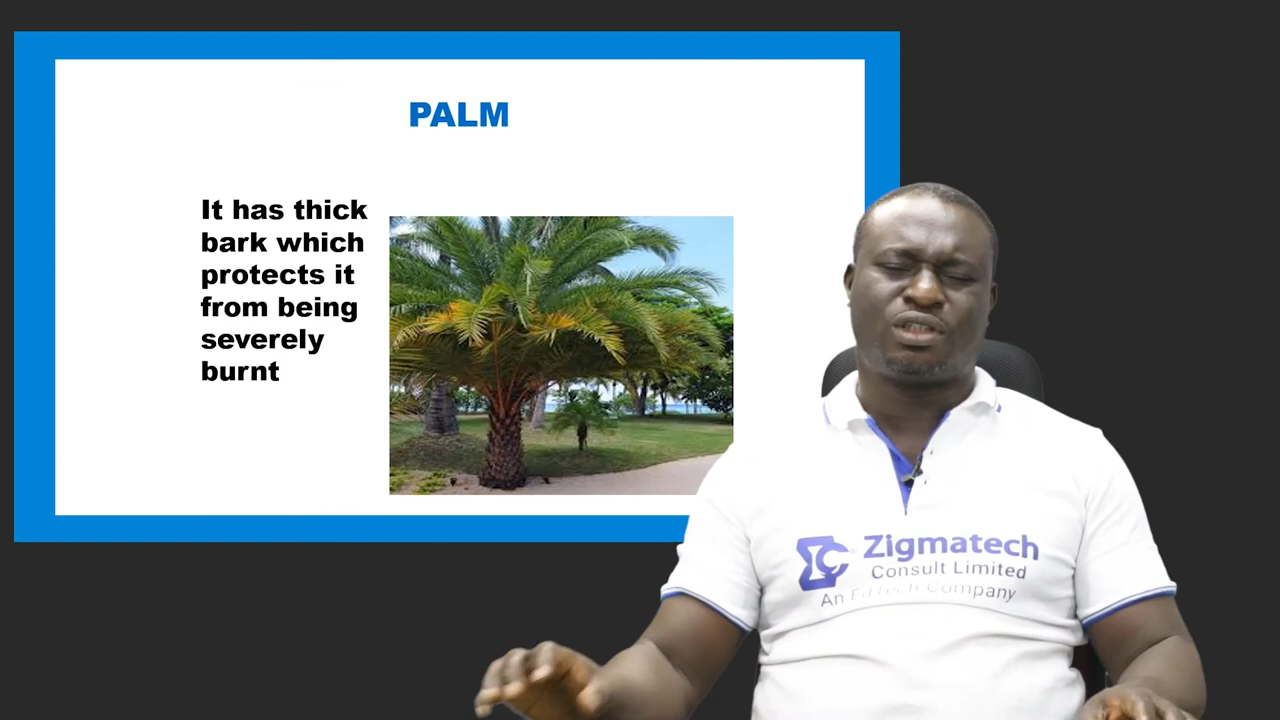 PALM
It has thick
bark which
protects it
from being
severely
burnt
Zigmatech
Consult Limited
An EdTech Company